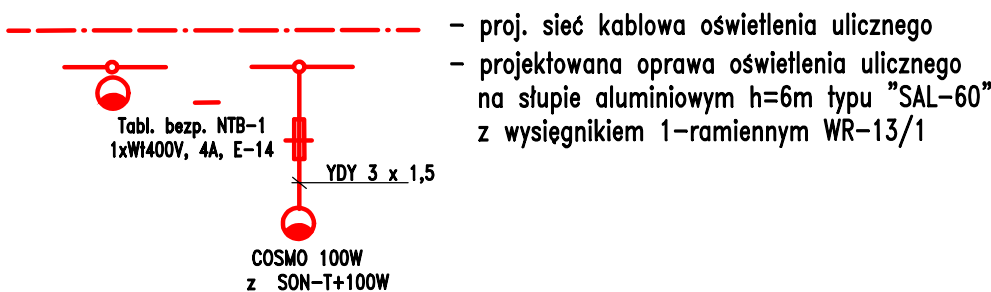 – proj. sieć kablowa oświetlenia ulicznego
– projektowana oprawa oświetlenia ulicznego
na słupie aluminiowym h=6m typu "SAL–60"
z wysięgnikiem 1–ramiennym WR–13/1
Tabl. bezp. NTB–1
1xWt400V, 4A, E–14
YDY 3 x 1,5
COSMO 100W
z SON–T+100W